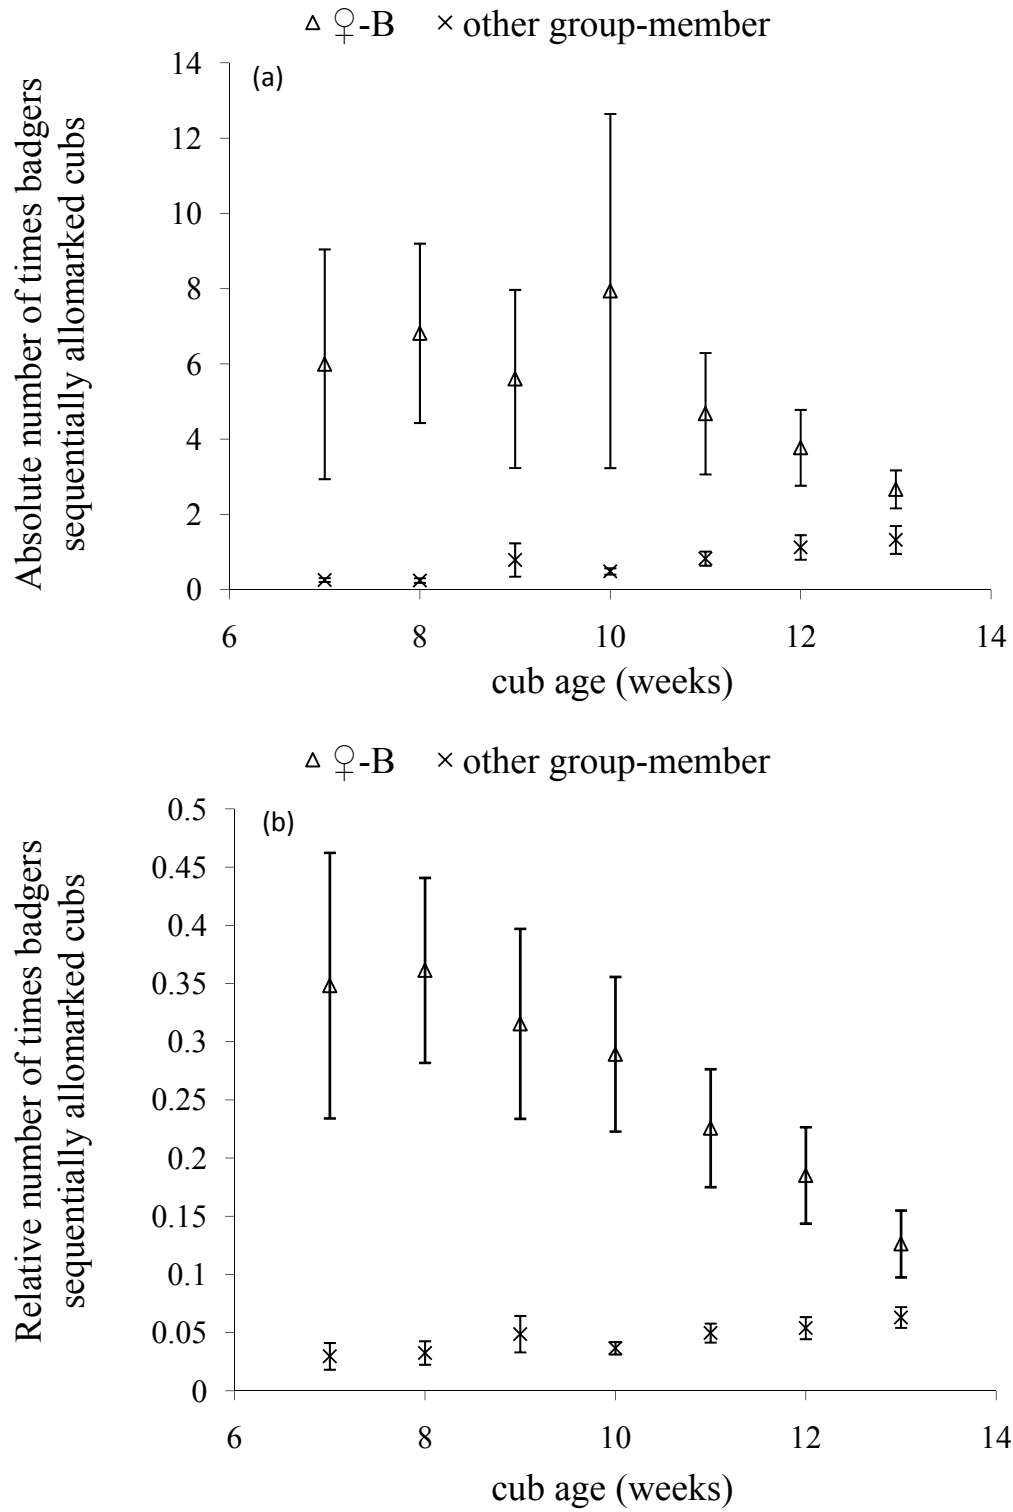 ♀-B other group-member
(a)
Absolute number of times badgers
sequentially allomarked cubs
14
12
10
8
6
4
2
0
6 8 10 12 14
cub age (weeks)
♀-B other group-member
(b)
Relative number of times badgers
sequentially allomarked cubs
0.5
0.45
0.4
0.35
0.3
0.25
0.2
0.15
0.1
0.05
0
6 8 10 12 14
cub age (weeks)